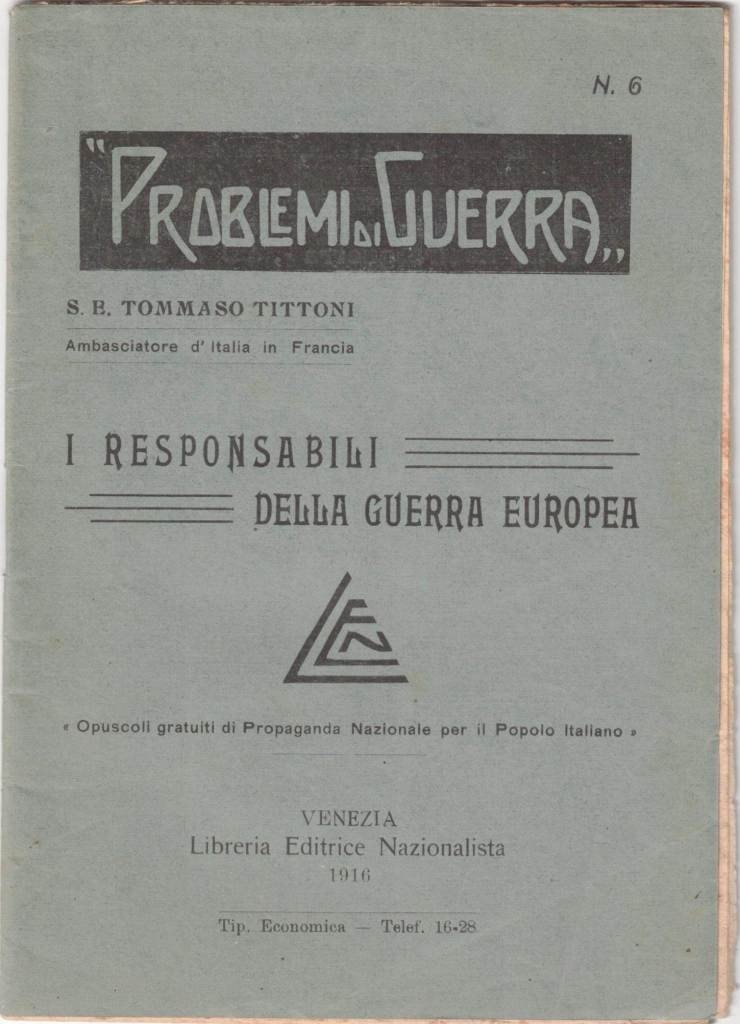 N. 6
"PROBLEMI DI GUERRA„
S. E. TOMMASO TITTONI
Ambasciatore d' Italia in Francia
I RESPONSABILI
DELLA GUERRA EUROPEA
LEN
« Opuscoli gratuiti di Propaganda Nazionale per il Popolo Italiano »
VENEZIA
Libreria Editrice Nazionalista
1916
Tip. Economica — Telef. 16-28